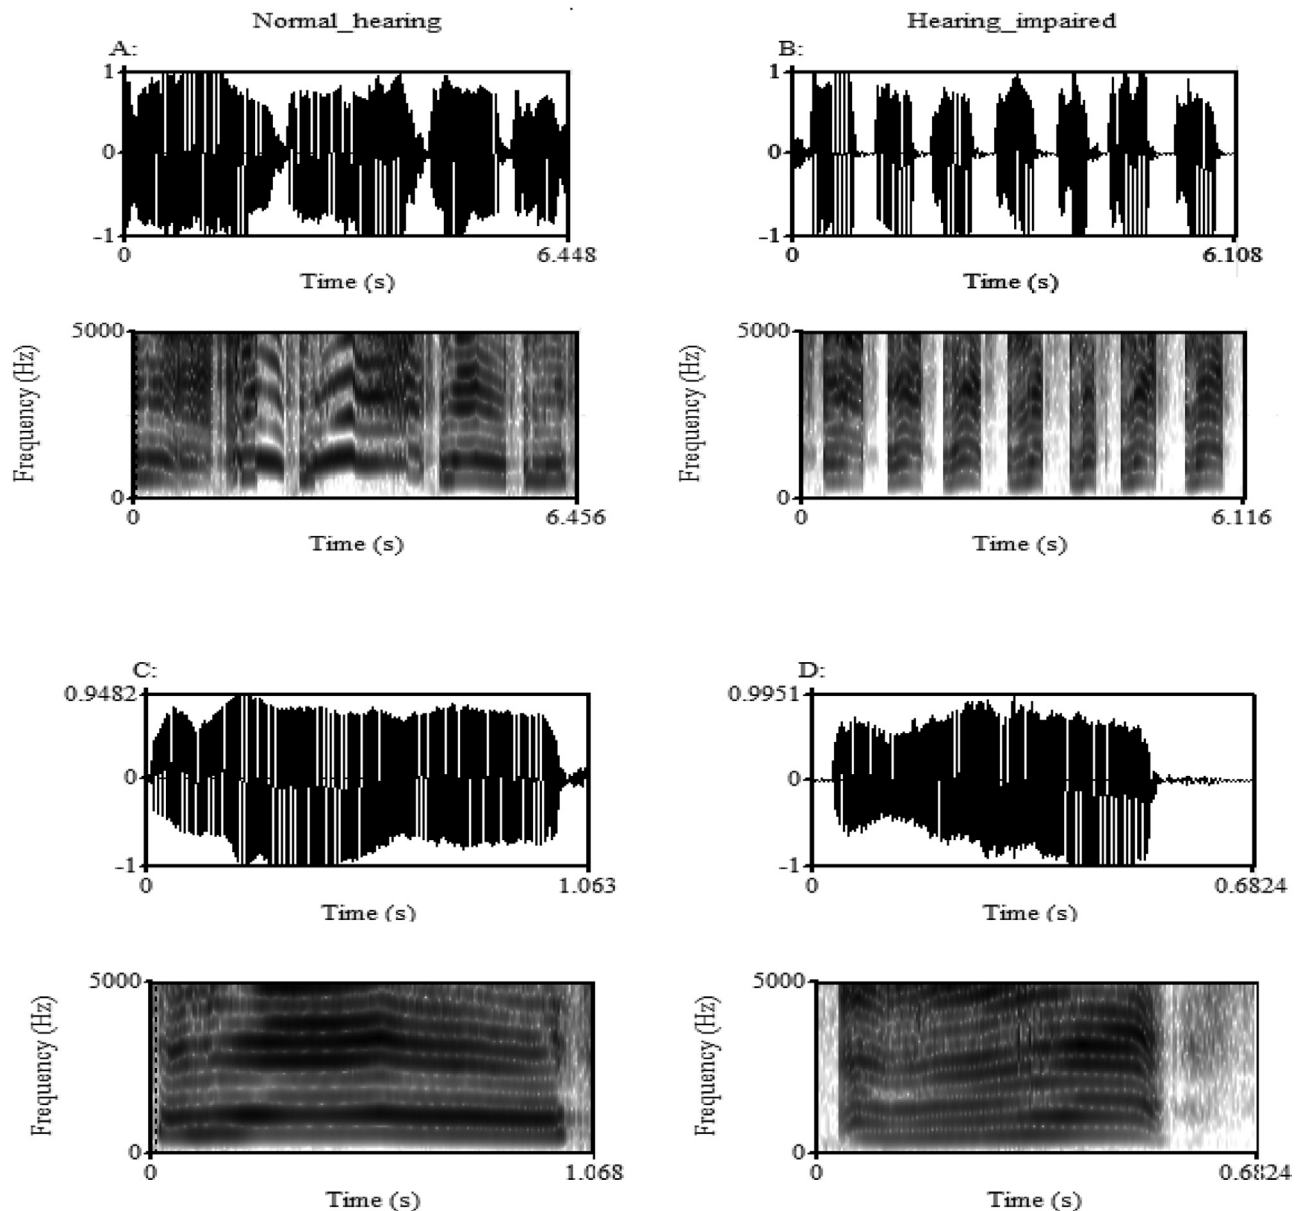 Normal_hearing
Hearing_impaired
A:
1
0
-1
0
6.448
Time (s)
B:
1
0
-1
0
6.108
Time (s)
Frequency (Hz)
5000
0
0
6.456
Time (s)
Frequency (Hz)
5000
0
0
6.116
Time (s)
C:
0.9482
0
-1
0
1.063
Time (s)
D:
0.9951
0
-1
0
0.6824
Time (s)
Frequency (Hz)
5000
0
0
1.068
Time (s)
Frequency (Hz)
5000
0
0
0.6824
Time (s)